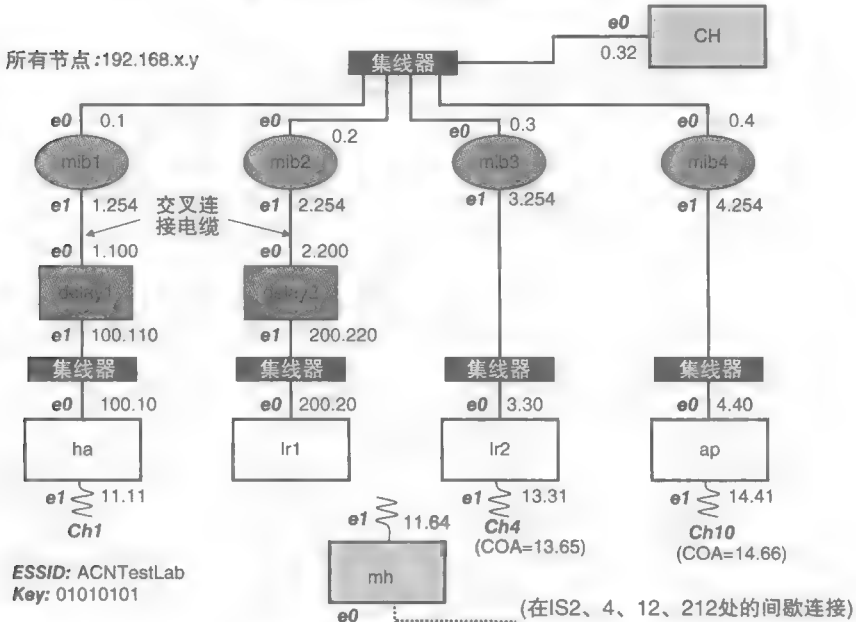 e0
CH
0.32
所有节点:192.168.x.y
集线器
e0 0.1
e0 0.2
e0 0.3
e0 0.4
mib1
mib2
mib3
mib4
e1 1.254
交叉连
接电缆
e1 2.254
e1 3.254
e1 4.254
e0 1.100
e0 2.200
delay1
e1 100.110
e1 200.220
集线器
集线器
集线器
集线器
e0 100.10
e0 200.20
e0 3.30
e0 4.40
ha
lr1
lr2
ap
e1 11.11
e1 11.64
e1 13.31
e1 14.41
Ch1
Ch4
(COA=13.65)
Ch10
(COA=14.66)
ESSID: ACNTestLab
Key: 01010101
mh
e0
(在IS2、4、12、212处的间歇连接)